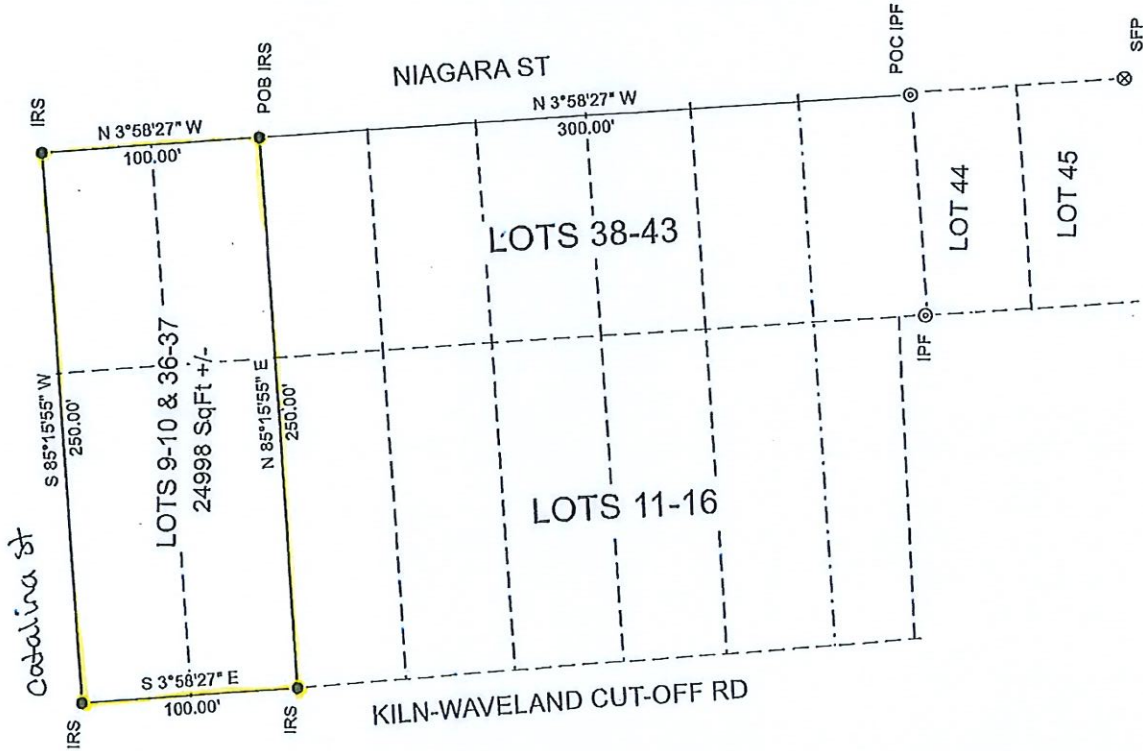 Catalina St
IRS
N 3°58'27" W
100.00'
POB IRS
NIAGARA ST
N 3°58'27" W
300.00'
POC IPF
SFP
S 85°15'55" W
250.00'
LOTS 9-10 & 36-37
24998 SqFt +/-
N 85°15'55" E
250.00'
LOTS 38-43
LOT 44
LOT 45
IPF
LOTS 11-16
IRS
S 3°58'27" E
100.00'
IRS
KILN-WAVELAND CUT-OFF RD